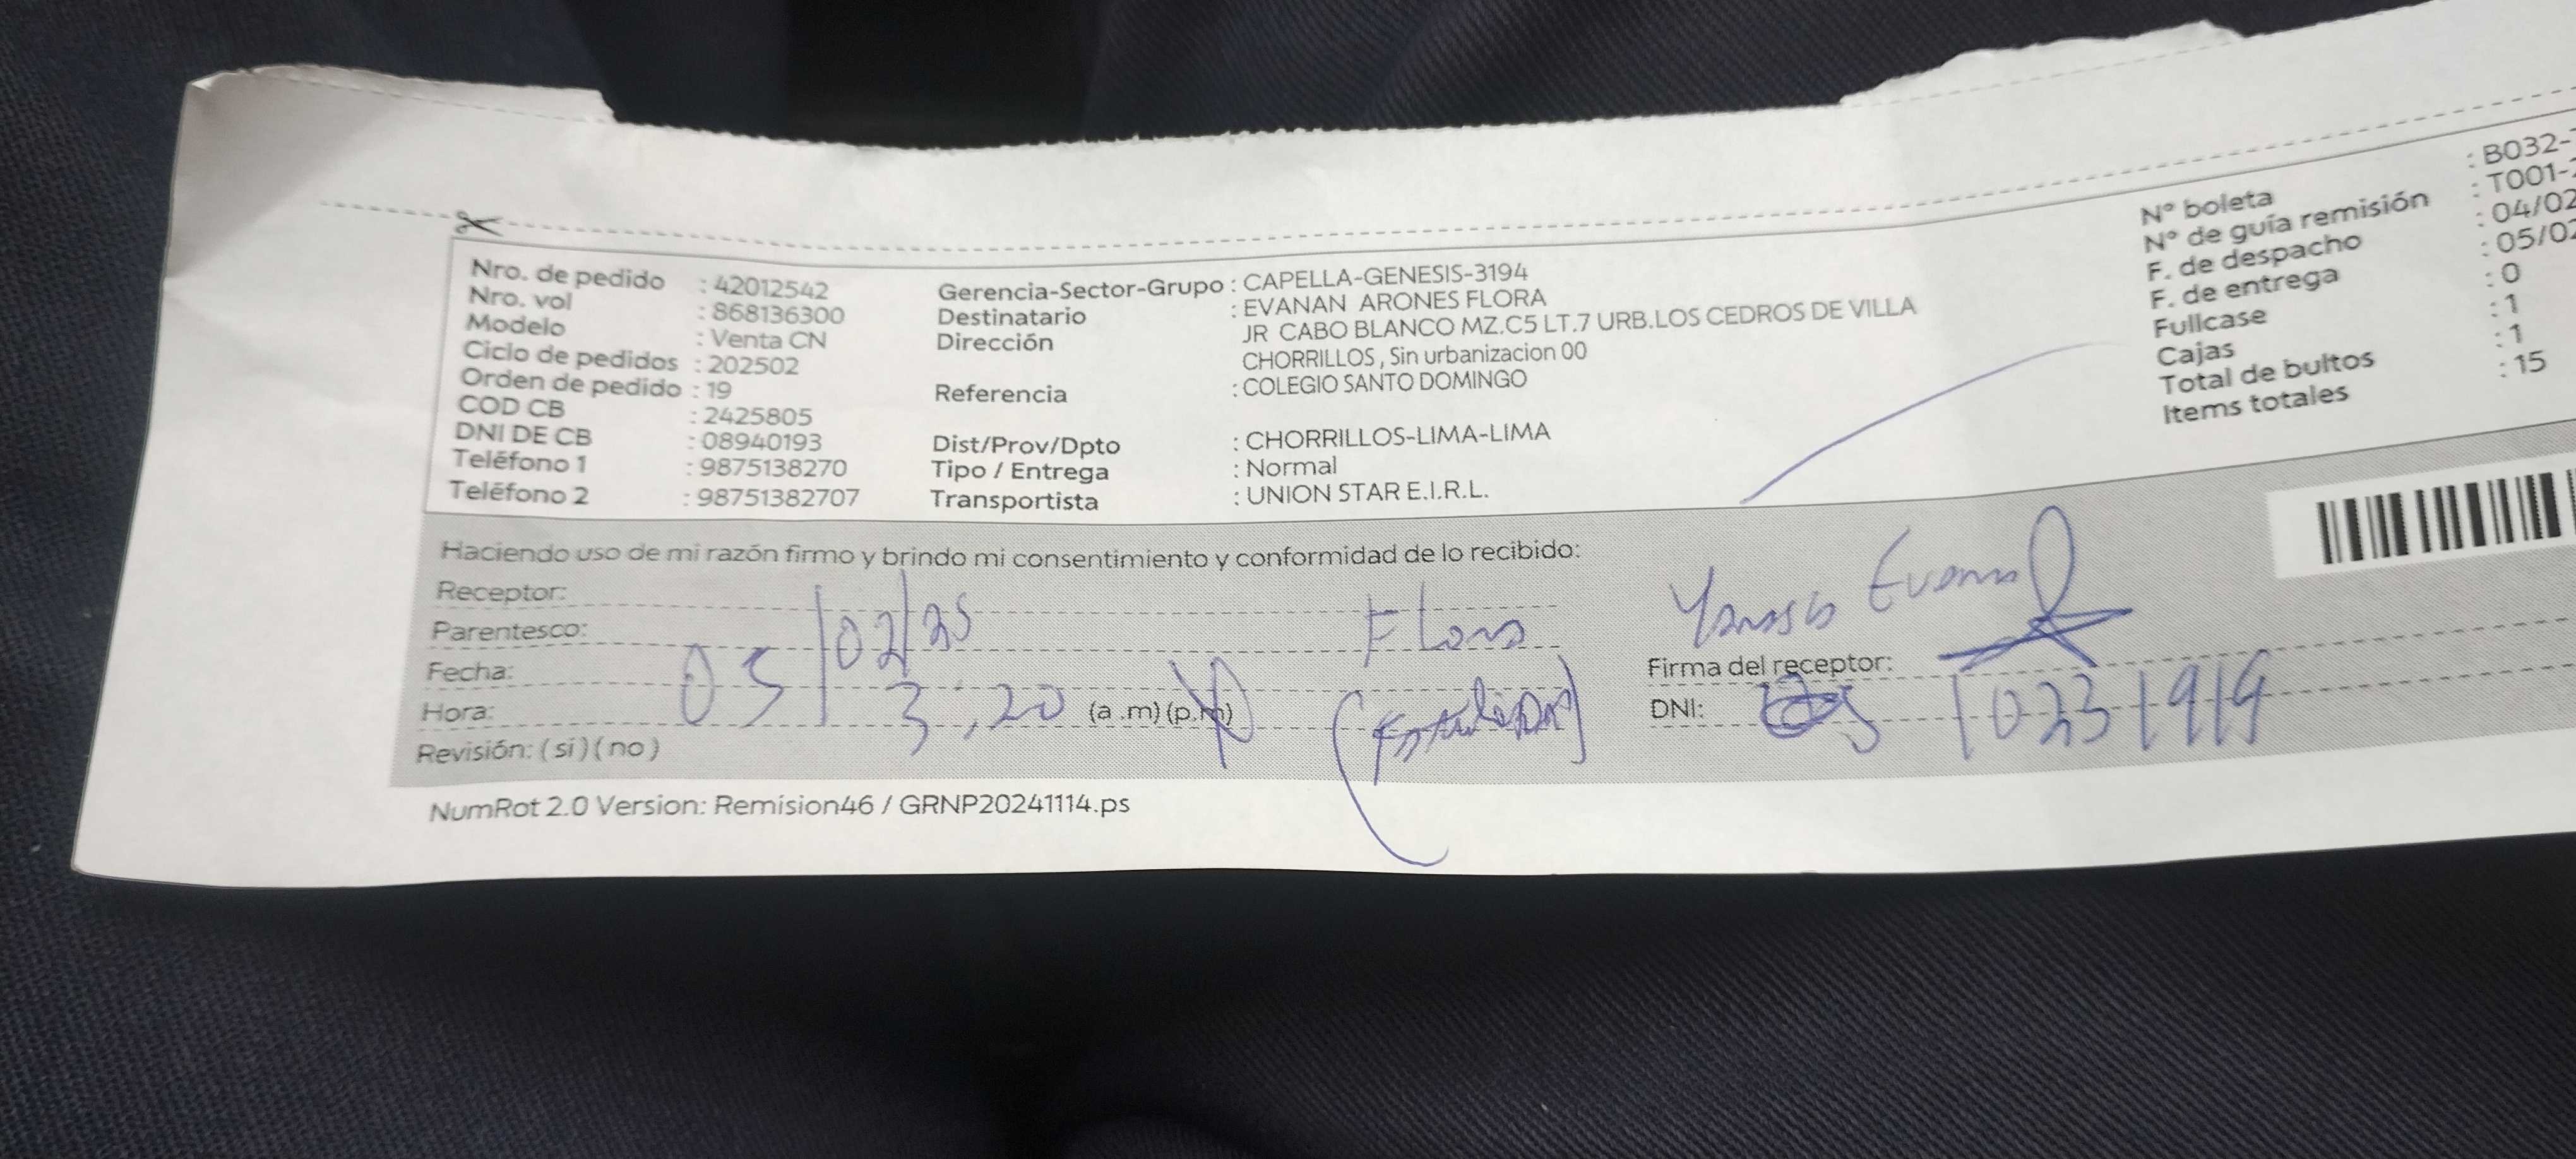 Nro. de pedido : 42012542
Nro. vol : 868136300
Modelo : Venta CN
Ciclo de pedidos : 202502
Orden de pedido : 19
COD CB : 2425805
DNI DE CB : 08940193
Teléfono 1 : 9875138270
Teléfono 2 : 98751382707
Gerencia-Sector-Grupo : CAPELLA-GENESIS-3194
Destinatario : EVANAN ARONES FLORA
Dirección JR CABO BLANCO MZ.C5 LT.7 URB.LOS CEDROS DE VILLA
CHORRILLOS , Sin urbanizacion 00
Referencia : COLEGIO SANTO DOMINGO
Dist/Prov/Dpto : CHORRILLOS-LIMA-LIMA
Tipo / Entrega : Normal
Transportista : UNION STAR E.I.R.L.
N° boleta : B032-
N° de guía remisión : T001-
F. de despacho : 04/02
F. de entrega : 05/02
Fullcase : 0
Cajas : 1
Total de bultos : 1
Items totales : 15
Haciendo uso de mi razón firmo y brindo mi consentimiento y conformidad de lo recibido:
Receptor:
Parentesco:
Fecha: 05/02/25
Hora: 3:20 (a .m) (p.m)
Revisión: ( si ) ( no )
Flora
Firma del receptor:
DNI:
NumRot 2.0 Version: Remision46 / GRNP20241114.ps